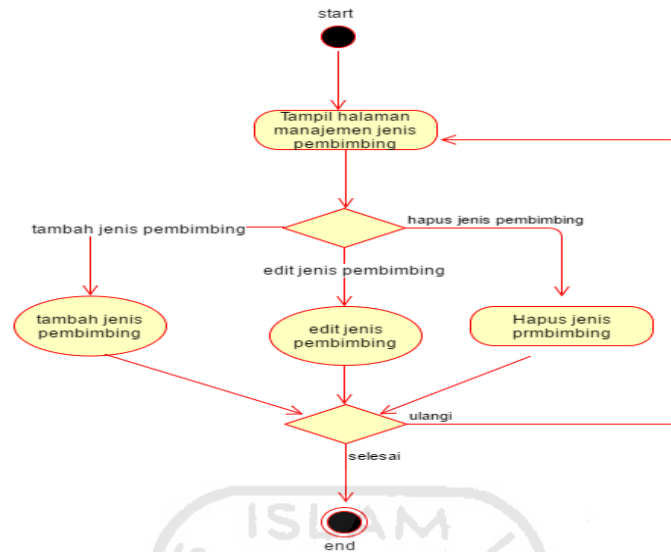 start
Tampil halaman
manajemen jenis
pembimbing
tambah jenis pembimbing
hapus jenis pembimbing
edit jenis pembimbing
tambah jenis
pembimbing
edit jenis
pembimbing
Hapus jenis
prmbimbing
ulangi
selesai
ISLAM
end